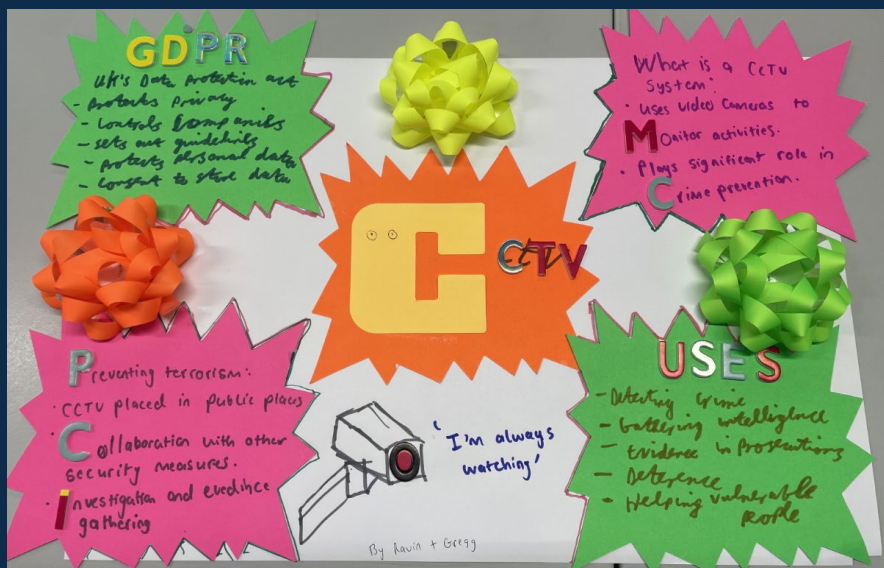 GDPR
UK's Data Protection act
- Protects privacy
- Controls Companies
- sets out guidelines
- protects personal data
- consent to store data
What is a CCTV
System:
• Uses video Cameras to
Monitor activities.
• Plays significant role in
Crime prevention.
C CTV
Preventing terrorism:
• CCTV placed in public places
• Collaboration with other
security measures.
• Investigation and evedince
gathering
'I'm always
watching'
By Ravin + Gregg
USES
- Detecting Crime
- Gathering intelligence
- Evidence in Prosecutions
- Deterence
- Helping vulnerable
People